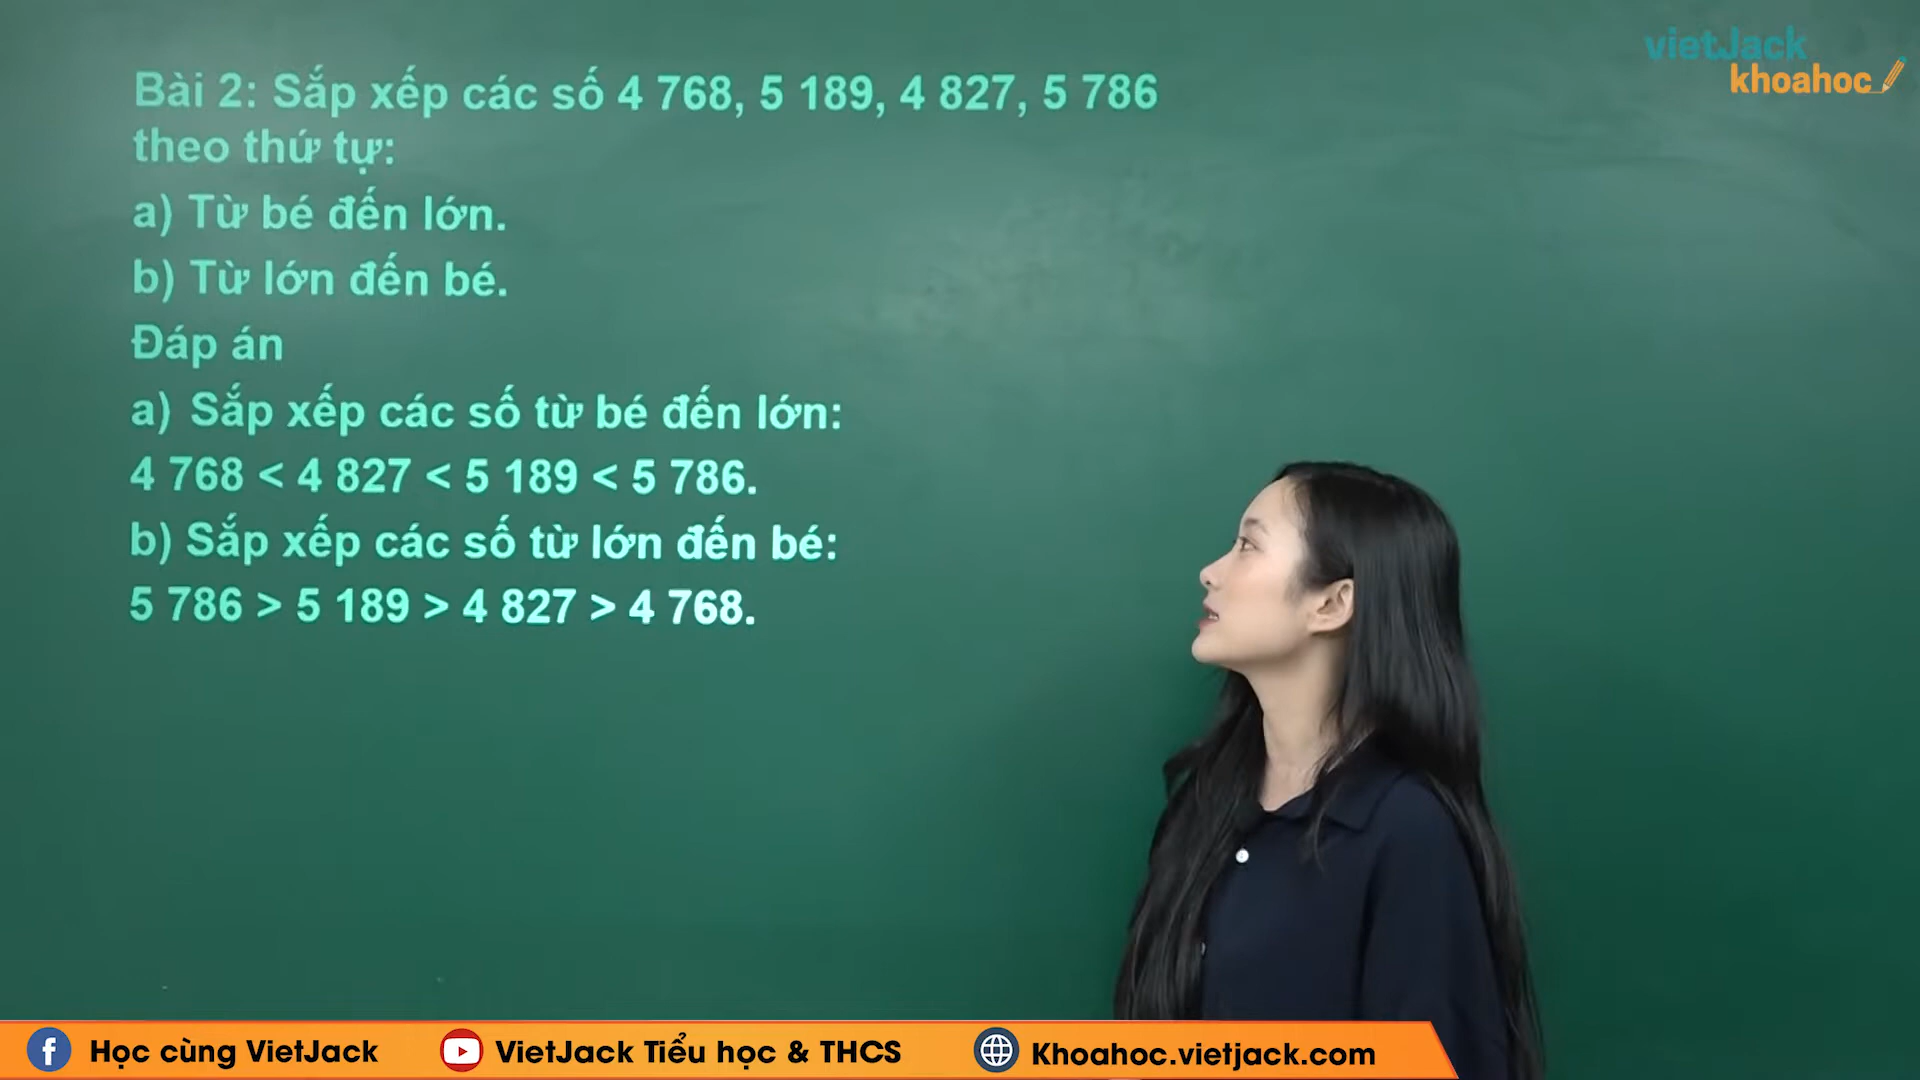 vietJack
khoahoc
Bài 2: Sắp xếp các số 4 768, 5 189, 4 827, 5 786
theo thứ tự:
a) Từ bé đến lớn.
b) Từ lớn đến bé.
Đáp án
a) Sắp xếp các số từ bé đến lớn:
4 768 < 4 827 < 5 189 < 5 786.
b) Sắp xếp các số từ lớn đến bé:
5 786 > 5 189 > 4 827 > 4 768.
Học cùng VietJack
VietJack Tiểu học & THCS
Khoahoc.vietjack.com